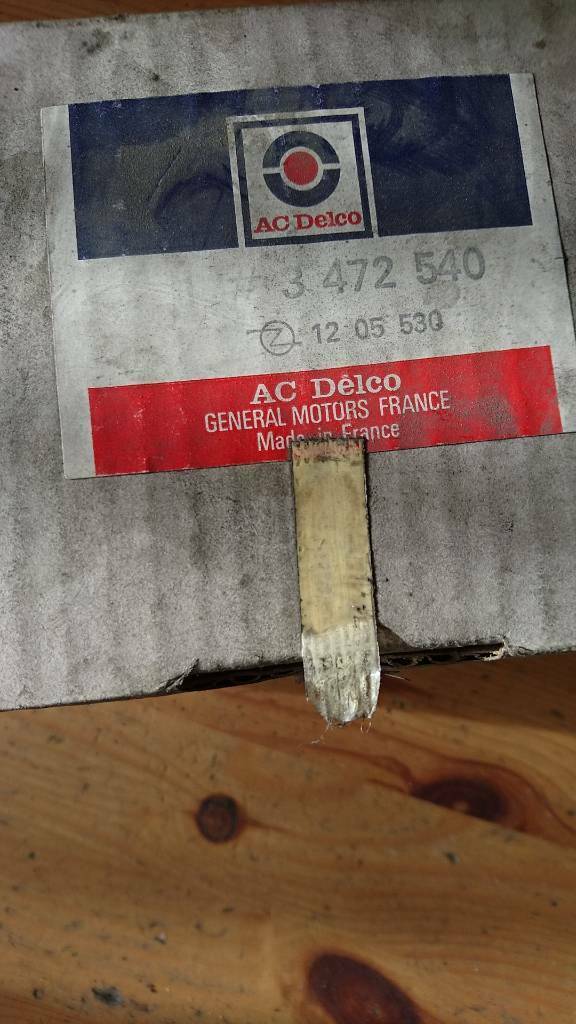 AC Delco
# 3 472 540
Z 12 05 530
AC Delco
GENERAL MOTORS FRANCE
Made in France